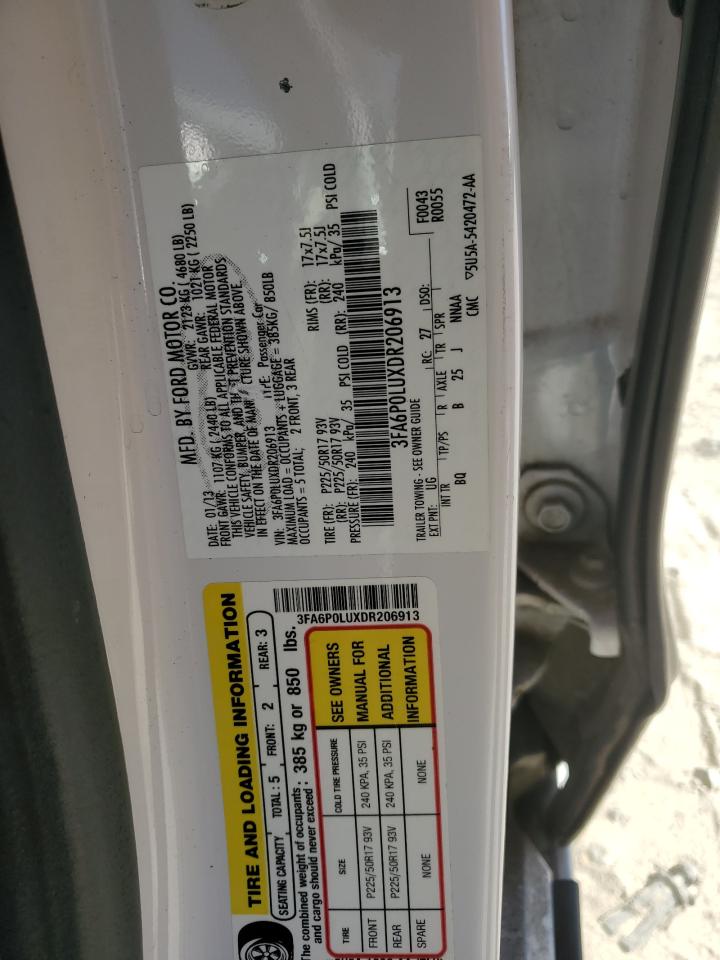 MFD. BY FORD MOTOR CO.
DATE: 01/13 GVWR: 2123 KG ( 4680 LB)
FRONT GAWR: 1107 KG ( 2440 LB) REAR GAWR: 1021 KG ( 2250 LB)
THIS VEHICLE CONFORMS TO ALL APPLICABLE FEDERAL MOTOR
VEHICLE SAFETY, BUMPER, AND TH T PREVENTION STANDARDS
IN EFFECT ON THE DATE OF MANUF CTURE SHOWN ABOVE.
VIN: 3FA6P0LUXDR206913 TYPE: Passenger Car
MAXIMUM LOAD = OCCUPANTS + LUGGAGE = 385KG/ 850LB
OCCUPANTS = 5 TOTAL; 2 FRONT, 3 REAR
TIRE (FR): P225/50R17 93V RIMS (FR): 17x7.5J
(RR): P225/50R17 93V (RR): 17x7.5J
PRESSURE (FR): 240 kPa/ 35 PSI COLD (RR): 240 kPa/ 35 PSI COLD
3FA6P0LUXDR206913
TRAILER TOWING - SEE OWNER GUIDE F0043
R0055
EXT PNT: UG RC: 27 DSO:
INT TR TP/PS R AXLE TR SPR
BQ B 25 J NNAA
CMC ▽5U5A-5420472-AA
TIRE AND LOADING INFORMATION
SEATING CAPACITY TOTAL : 5 FRONT: 2 REAR: 3
The combined weight of occupants and cargo should never exceed : 385 kg or 850 lbs.
3FA6P0LUXDR206913
TIRE SIZE COLD TIRE PRESSURE
FRONT P225/50R17 93V 240 KPA, 35 PSI
REAR P225/50R17 93V 240 KPA, 35 PSI
SPARE NONE NONE
SEE OWNERS
MANUAL FOR
ADDITIONAL
INFORMATION